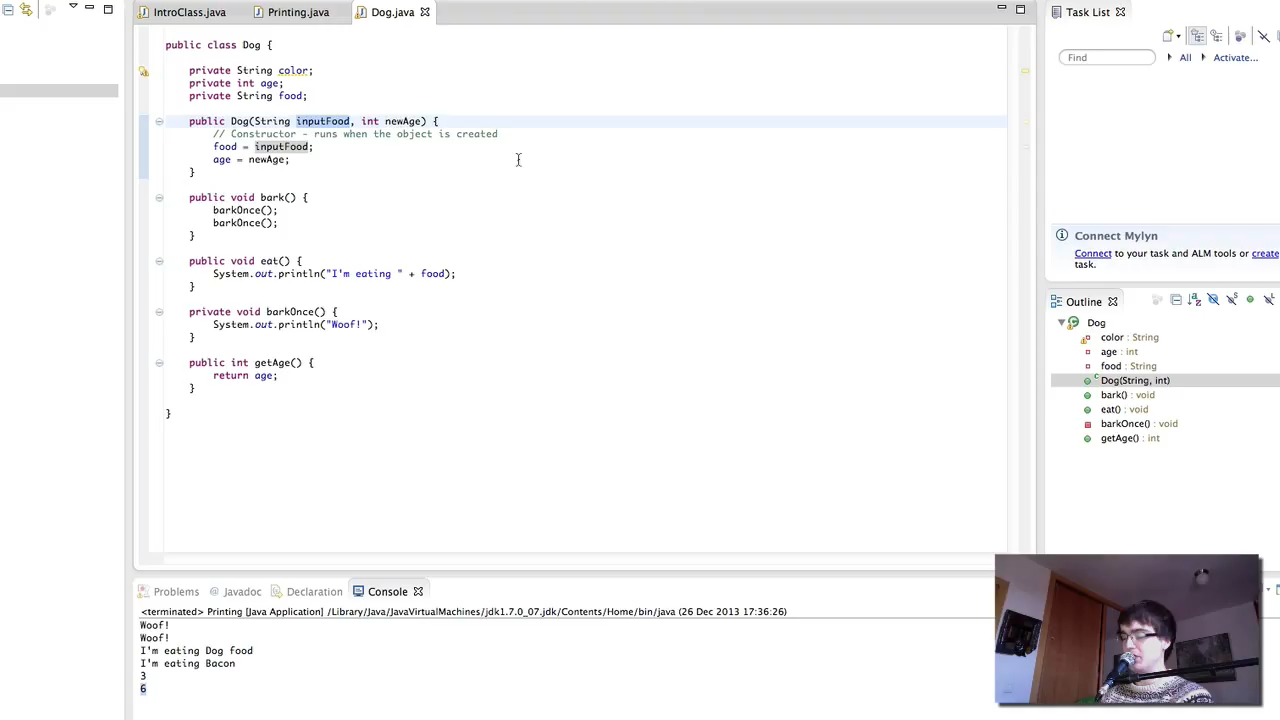 IntroClass.java
Printing.java
Dog.java
public class Dog {
private String color;
private int age;
private String food;
public Dog(String inputFood, int newAge) {
// Constructor - runs when the object is created
food = inputFood;
age = newAge;
}
public void bark() {
barkOnce();
barkOnce();
}
public void eat() {
System.out.println("I'm eating " + food);
}
private void barkOnce() {
System.out.println("Woof!");
}
public int getAge() {
return age;
}
}
Task List
Find
All
Activate...
Connect Mylyn
Connect to your task and ALM tools or create
task.
Outline
Dog
color : String
age : int
food : String
Dog(String, int)
bark() : void
eat() : void
barkOnce() : void
getAge() : int
Problems
@ Javadoc
Declaration
Console
<terminated> Printing [Java Application] /Library/Java/JavaVirtualMachines/jdk1.7.0_07.jdk/Contents/Home/bin/java (26 Dec 2013 17:36:26)
Woof!
Woof!
I'm eating Dog food
I'm eating Bacon
3
6